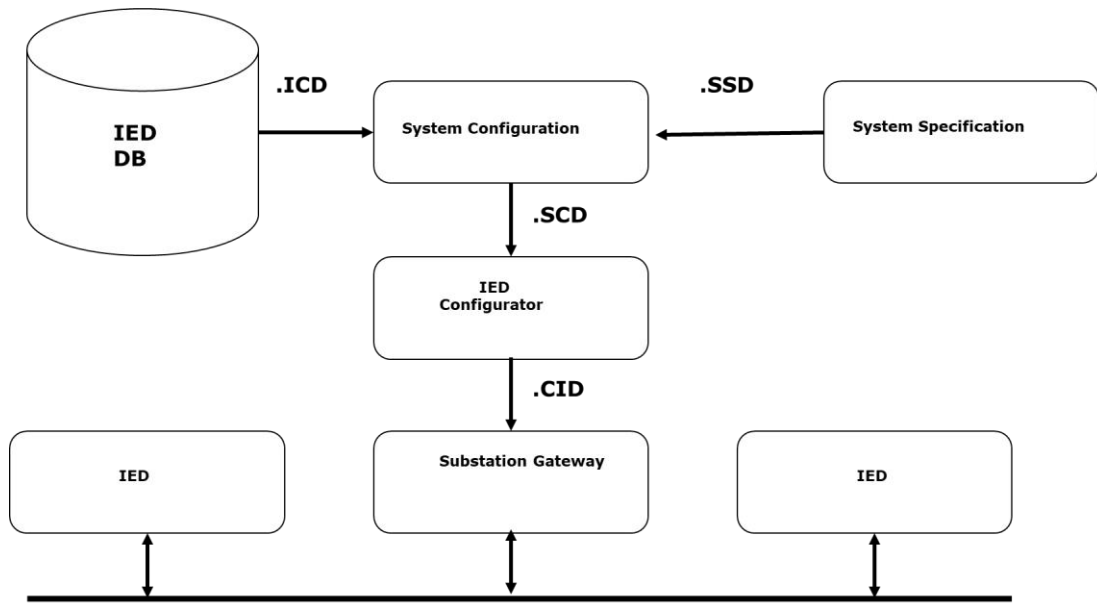 .ICD
.SSD
IED
DB
System Configuration
System Specification
.SCD
IED
Configurator
.CID
IED
Substation Gateway
IED